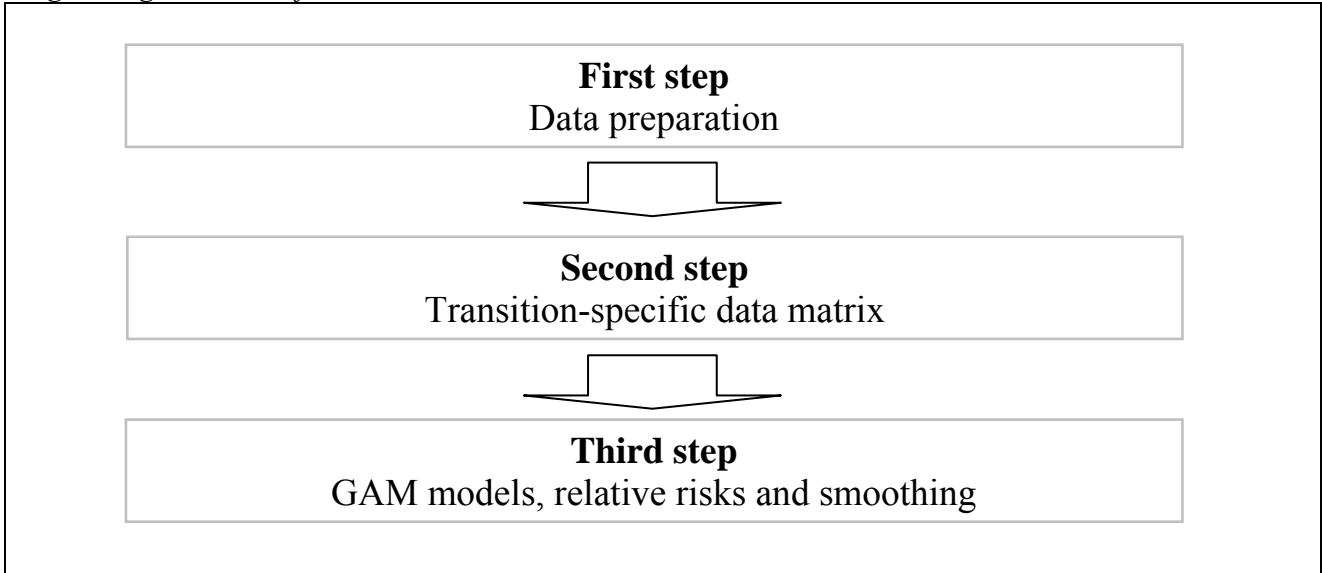 First step
Data preparation
Second step
Transition-specific data matrix
Third step
GAM models, relative risks and smoothing